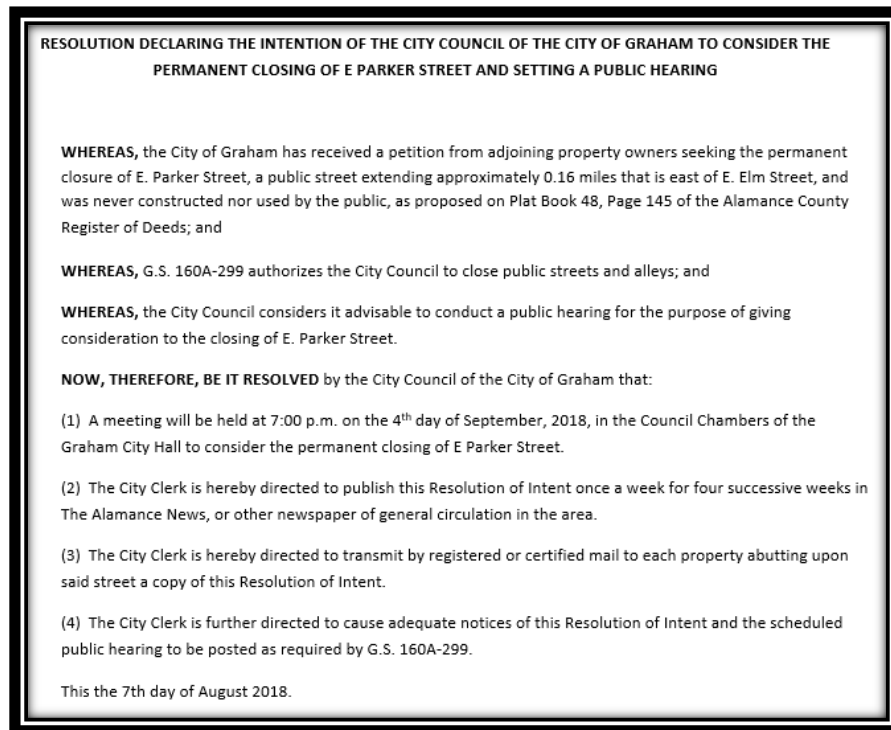 RESOLUTION DECLARING THE INTENTION OF THE CITY COUNCIL OF THE CITY OF GRAHAM TO CONSIDER THE
PERMANENT CLOSING OF E PARKER STREET AND SETTING A PUBLIC HEARING
WHEREAS, the City of Graham has received a petition from adjoining property owners seeking the permanent
closure of E. Parker Street, a public street extending approximately 0.16 miles that is east of E. Elm Street, and
was never constructed nor used by the public, as proposed on Plat Book 48, Page 145 of the Alamance County
Register of Deeds; and
WHEREAS, G.S. 160A-299 authorizes the City Council to close public streets and alleys; and
WHEREAS, the City Council considers it advisable to conduct a public hearing for the purpose of giving
consideration to the closing of E. Parker Street.
NOW, THEREFORE, BE IT RESOLVED by the City Council of the City of Graham that:
(1) A meeting will be held at 7:00 p.m. on the 4th day of September, 2018, in the Council Chambers of the
Graham City Hall to consider the permanent closing of E Parker Street.
(2) The City Clerk is hereby directed to publish this Resolution of Intent once a week for four successive weeks in
The Alamance News, or other newspaper of general circulation in the area.
(3) The City Clerk is hereby directed to transmit by registered or certified mail to each property abutting upon
said street a copy of this Resolution of Intent.
(4) The City Clerk is further directed to cause adequate notices of this Resolution of Intent and the scheduled
public hearing to be posted as required by G.S. 160A-299.
This the 7th day of August 2018.